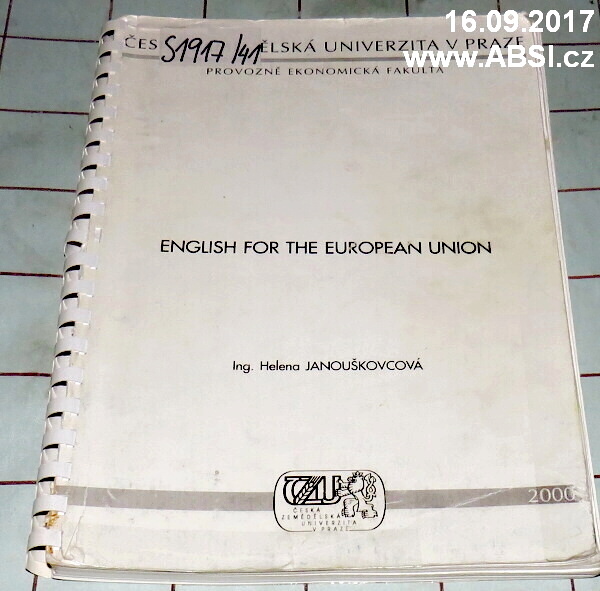 16.09.2017
www.ABSI.cz
ČES S1917/41 ĚLSKÁ UNIVERZITA V PRAZE
PROVOZNĚ EKONOMICKÁ FAKULTA
ENGLISH FOR THE EUROPEAN UNION
Ing. Helena JANOUŠKOVCOVÁ
2000
ČZU
ČESKÁ
ZEMĚDĚLSKÁ
UNIVERZITA
V PRAZE